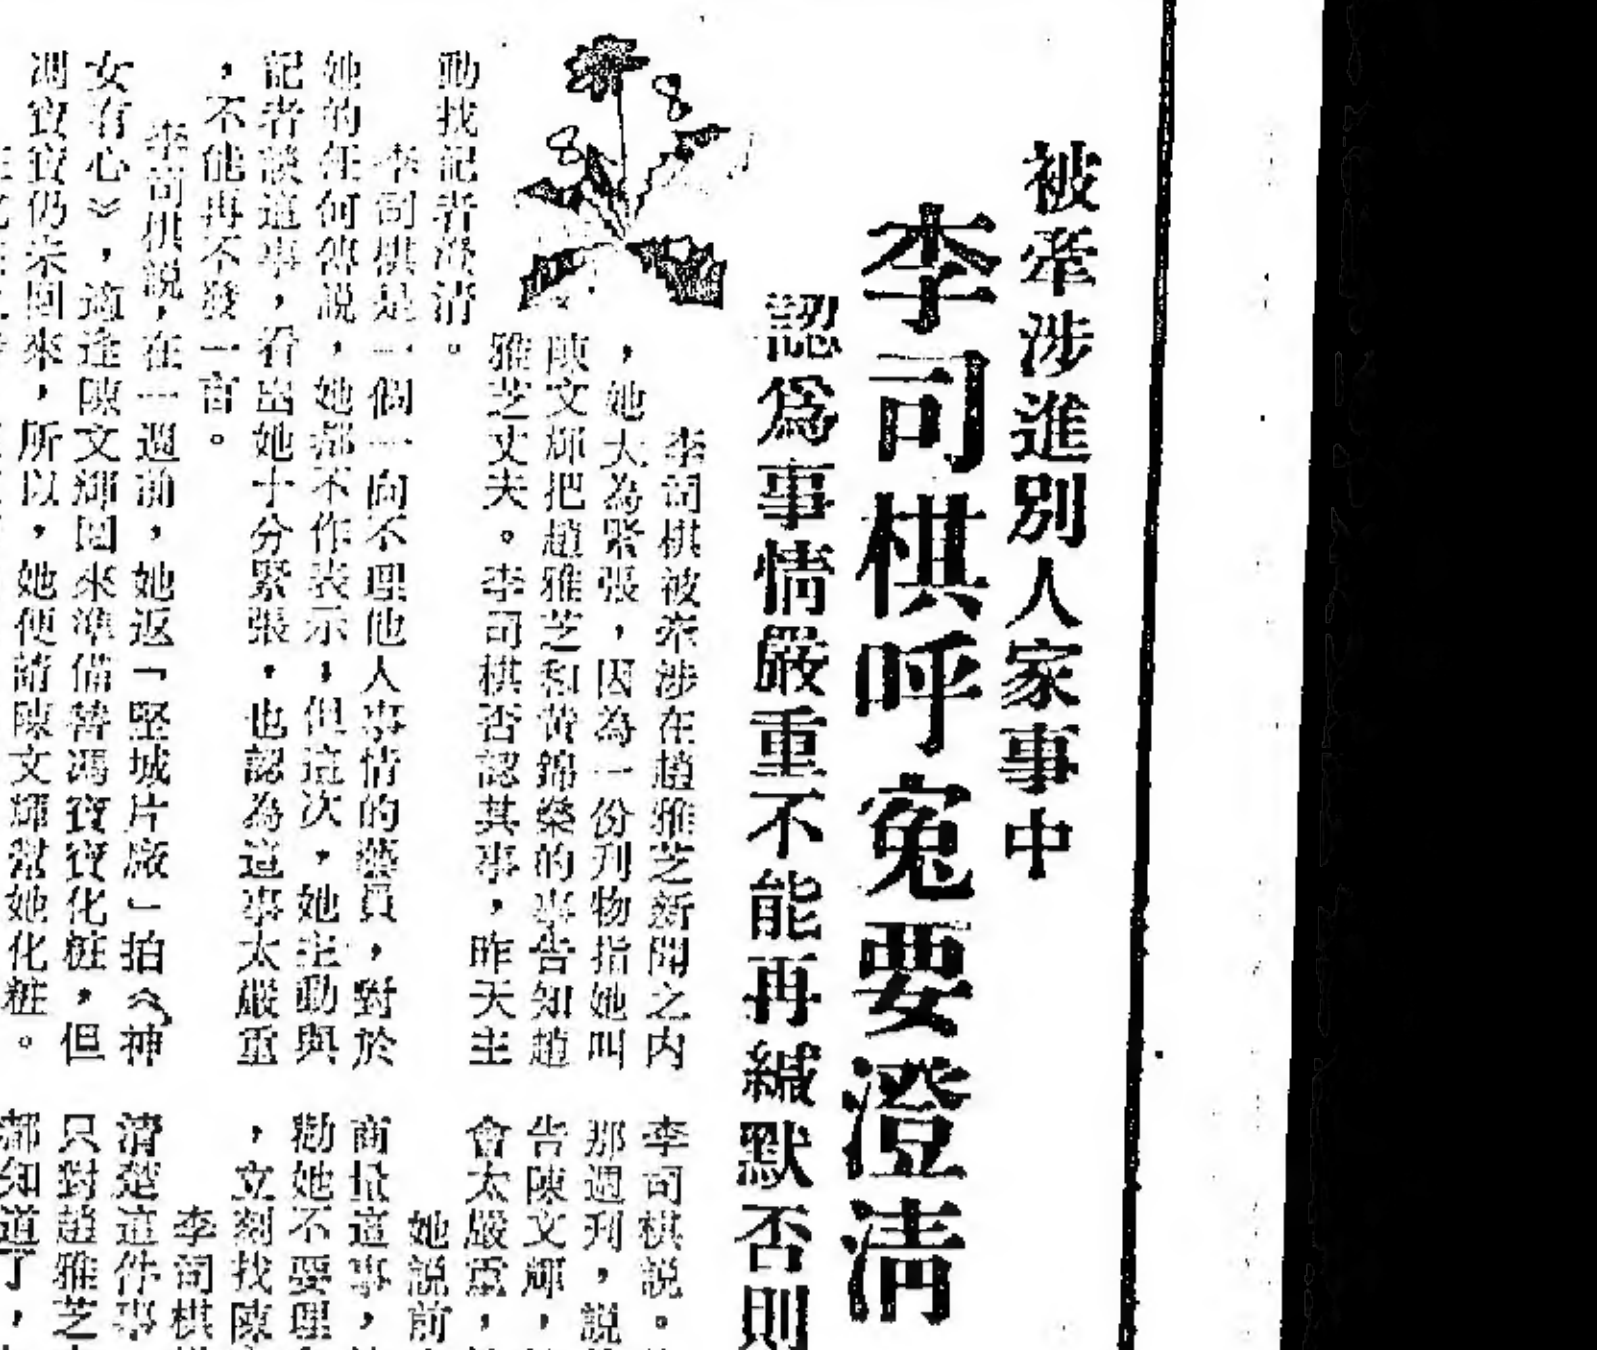 被牽涉進別人家事中
李司棋呼寃要澄清
認爲事情嚴重不能再緘默否則
李司棋被牽涉在趙雅芝新聞之內
，她大為緊張，因為一份刋物指她叫
陳文輝把趙雅芝和黃錦燊的事告知趙
雅芝丈夫。李司棋否認其事，昨天主
動找記者澄清。
李司棋是一個一向不理他人事情的藝員，對於
她的任何傳説，她都不作表示，但這次，她主動與
記者談這事，看出她十分緊張，也認為這事太嚴重
，不能再不發一言。
李司棋説，在一週前，她返「堅城片廠」拍《神
女有心》，適逢陳文輝囘來準備替馮寶寶化粧，但
馮寶寶仍未囘來，所以，她便請陳文輝幫她化粧。
李司棋説。
那週刋，説
告陳文輝，
會太嚴重，
她説前
商量這事，
勸她不要理
，立刻找陳
李司棋
清楚這件事
只對趙雅芝
都知道了，